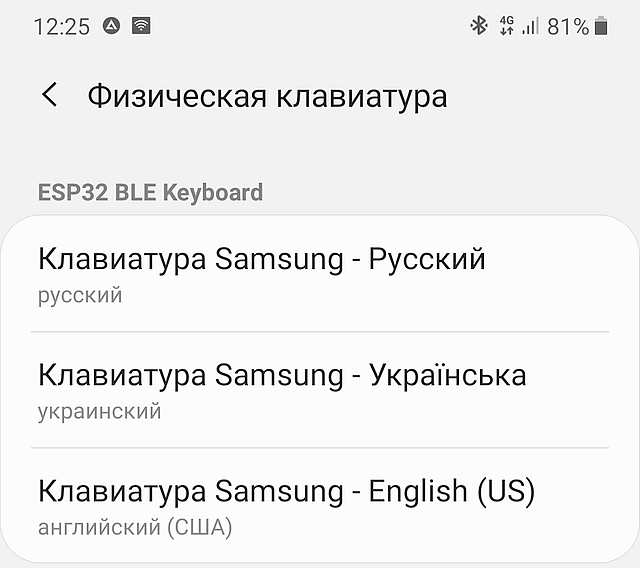 12:25 4G 81%
Физическая клавиатура
ESP32 BLE Keyboard
Клавиатура Samsung - Русский
русский
Клавиатура Samsung - Українська
украинский
Клавиатура Samsung - English (US)
английский (США)